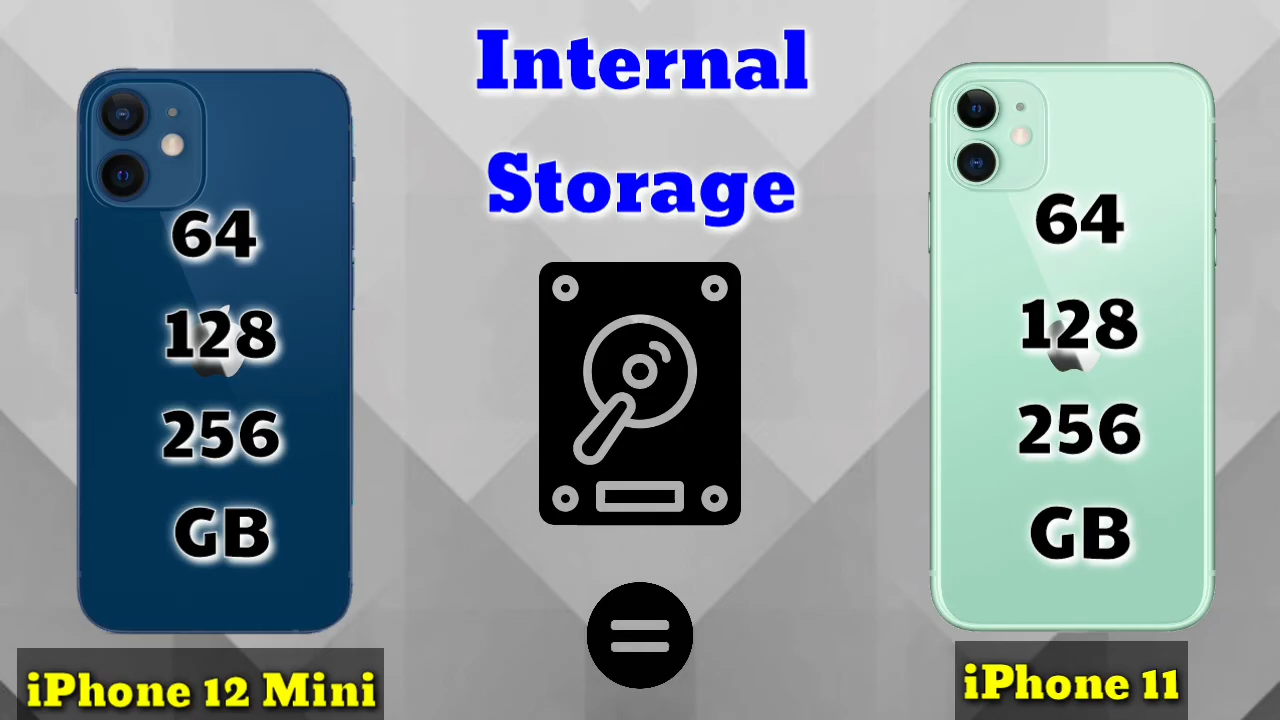 Internal
Storage
64
128
256
GB
64
128
256
GB
iPhone 12 Mini
iPhone 11